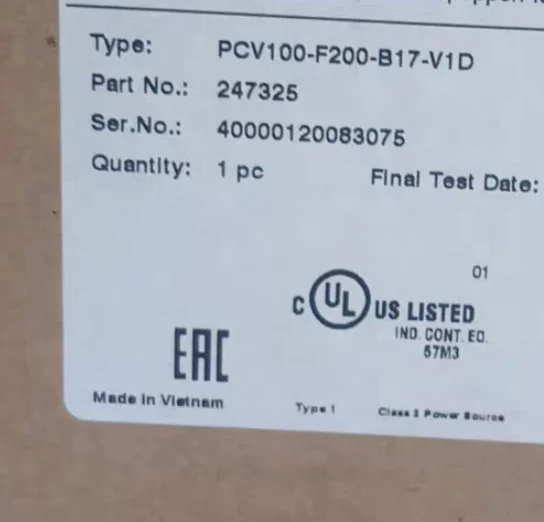 Type: PCV100-F200-B17-V1D
Part No.: 247325
Ser.No.: 40000120083075
Quantity: 1 pc Final Test Date:
01
C UL US LISTED
IND. CONT. EQ.
57M3
EAC
Made in Vietnam Type 1 Class 2 Power Source